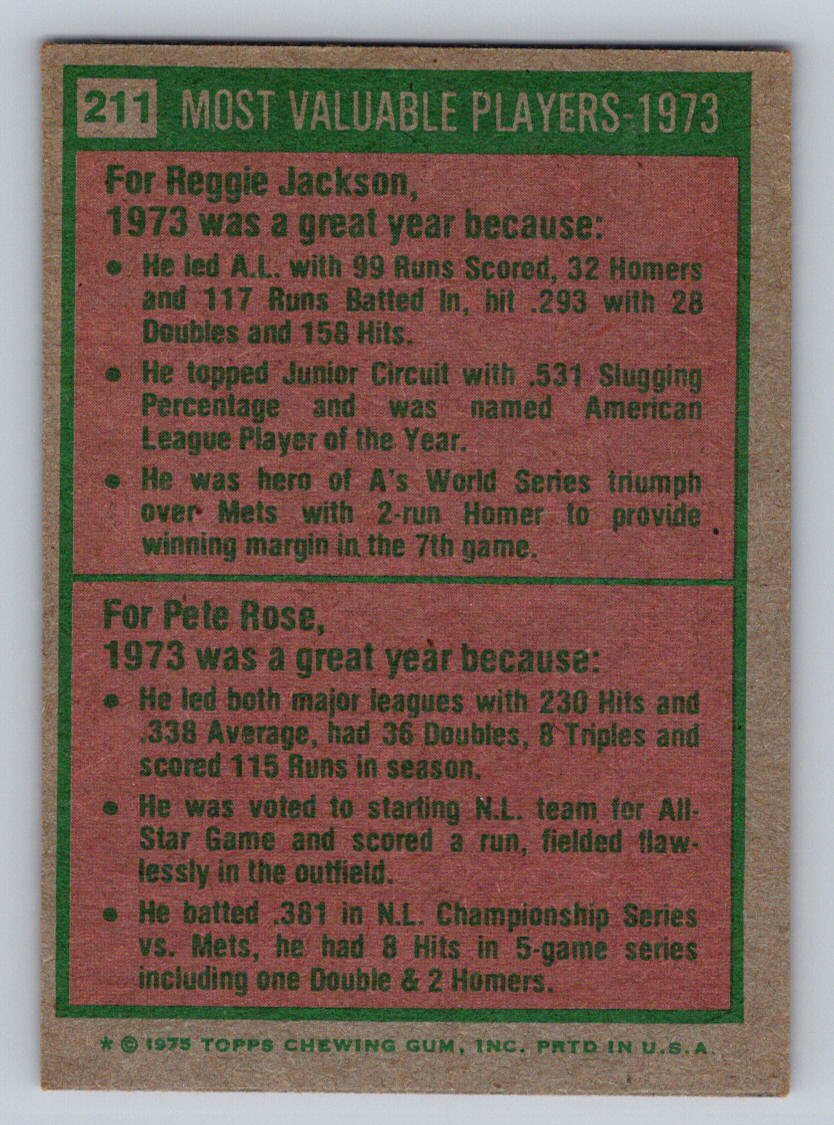 211 MOST VALUABLE PLAYERS-1973
For Reggie Jackson,
1973 was a great year because:
● He led A.L. with 99 Runs Scored, 32 Homers
and 117 Runs Batted In, hit .293 with 28
Doubles and 158 Hits.
● He topped Junior Circuit with .531 Slugging
Percentage and was named American
League Player of the Year.
● He was hero of A's World Series triumph
over Mets with 2-run Homer to provide
winning margin in the 7th game.
For Pete Rose,
1973 was a great year because:
● He led both major leagues with 230 Hits and
.338 Average, had 36 Doubles, 8 Triples and
scored 115 Runs in season.
● He was voted to starting N.L. team for All-
Star Game and scored a run, fielded flaw-
lessly in the outfield.
● He batted .381 in N.L. Championship Series
vs. Mets, he had 8 Hits in 5-game series
including one Double & 2 Homers.
* © 1975 TOPPS CHEWING GUM, INC. PRTD IN U.S.A.